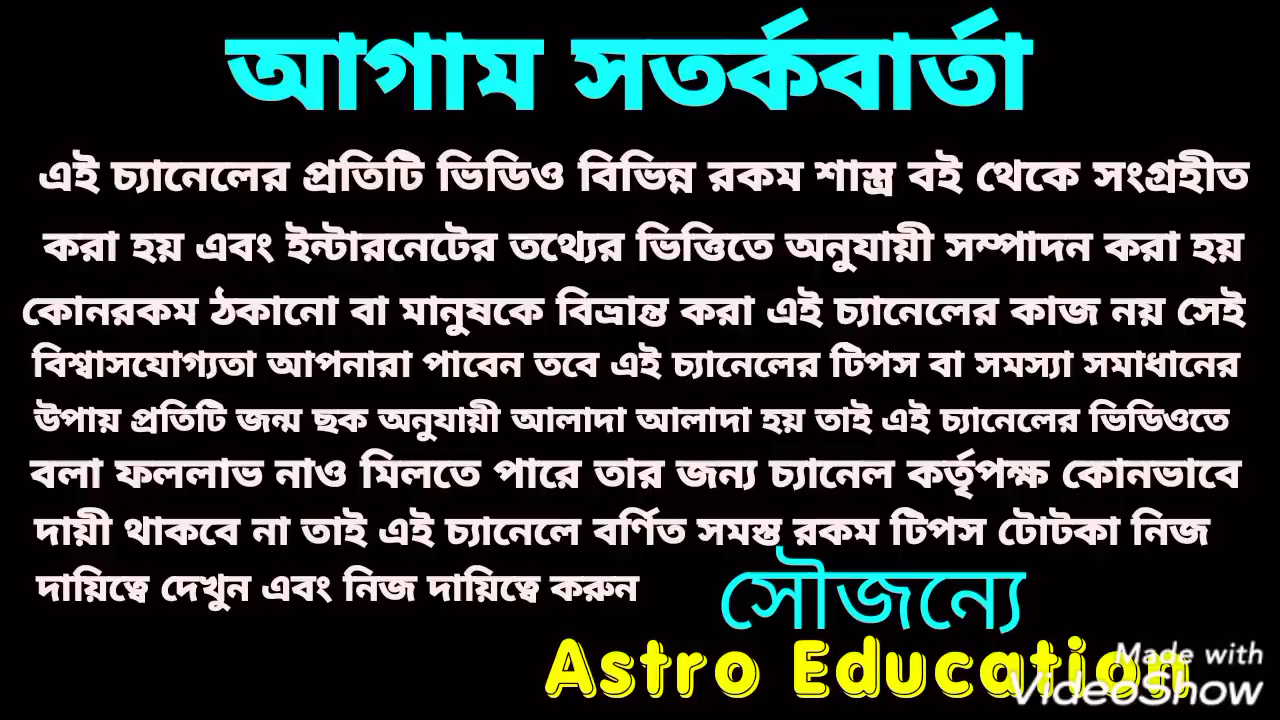 আগাম সতর্কবার্তা
এই চ্যানেলের প্রতিটি ভিডিও বিভিন্ন রকম শাস্ত্র বই থেকে সংগ্রহীত
করা হয় এবং ইন্টারনেটের তথ্যের ভিত্তিতে অনুযায়ী সম্পাদন করা হয়
কোনরকম ঠকানো বা মানুষকে বিভ্রান্ত করা এই চ্যানেলের কাজ নয় সেই
বিশ্বাসযোগ্যতা আপনারা পাবেন তবে এই চ্যানেলের টিপস বা সমস্যা সমাধানের
উপায় প্রতিটি জন্ম ছক অনুযায়ী আলাদা আলাদা হয় তাই এই চ্যানেলের ভিডিওতে
বলা ফললাভ নাও মিলতে পারে তার জন্য চ্যানেল কর্তৃপক্ষ কোনভাবে
দায়ী থাকবে না তাই এই চ্যানেলে বর্ণিত সমস্ত রকম টিপস টোটকা নিজ
দায়িত্বে দেখুন এবং নিজ দায়িত্বে করুন
সৌজন্যে
Astro Education
Made with
VideoShow